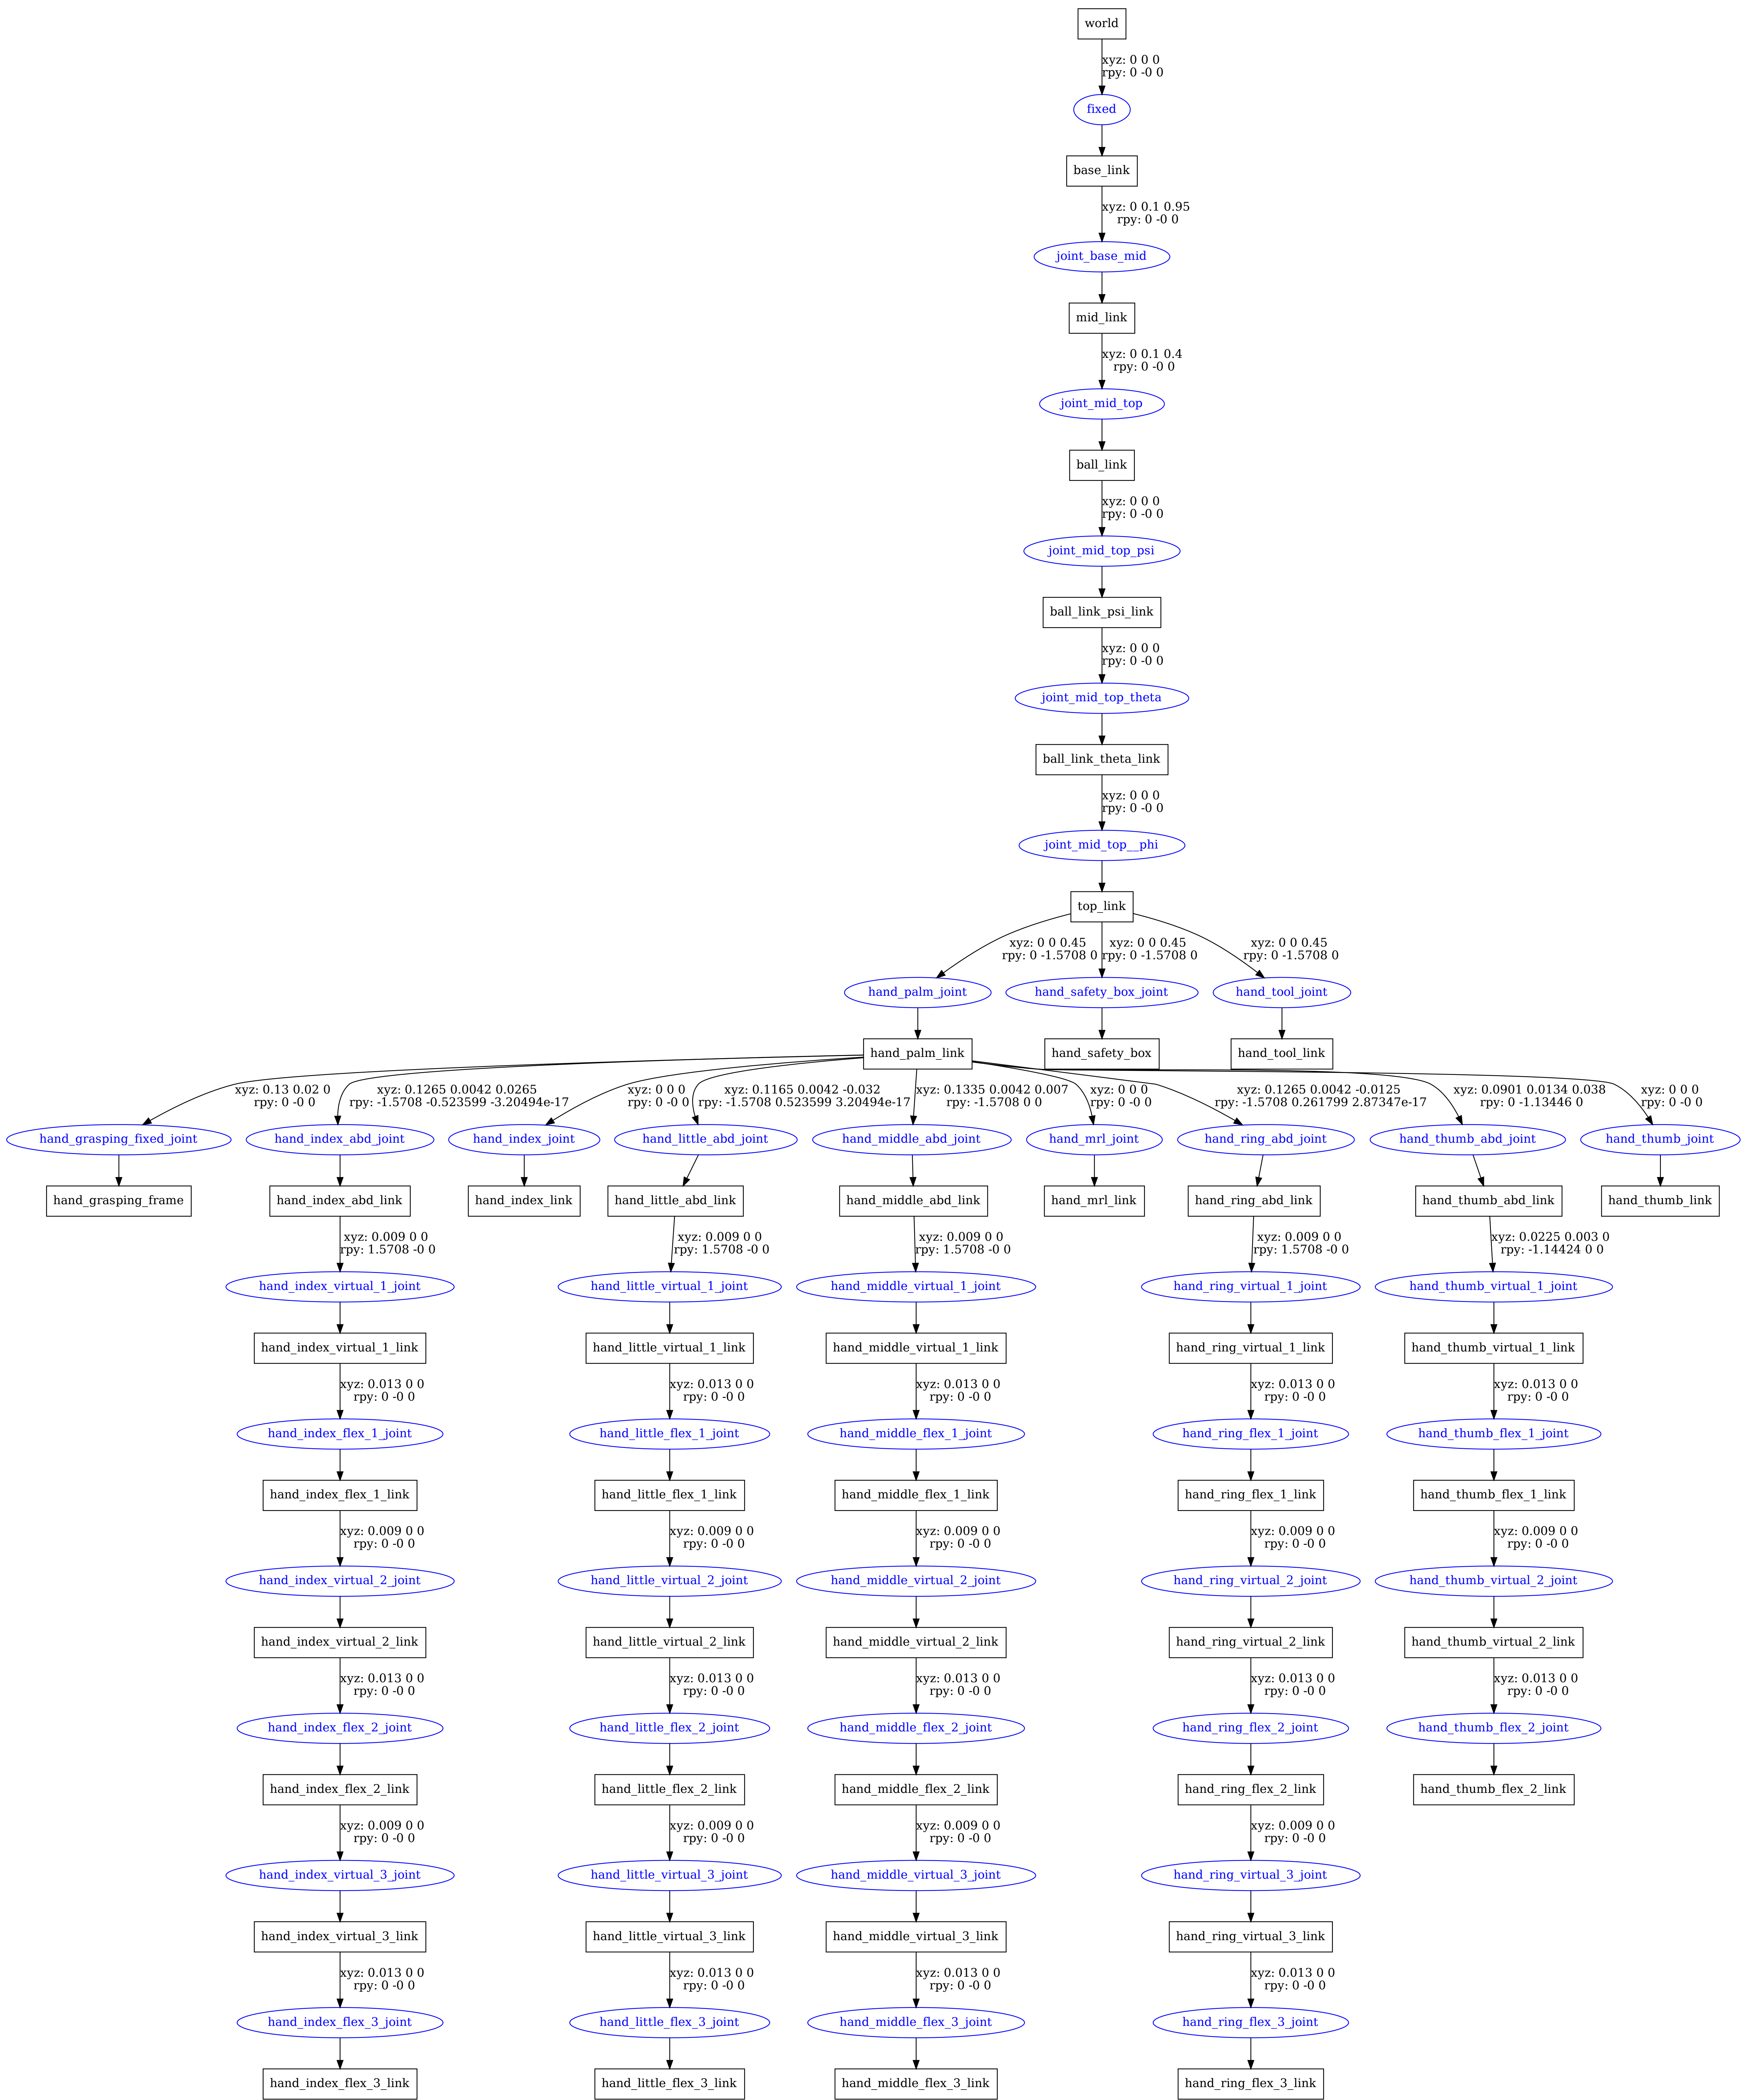 world
xyz: 0 0 0
rpy: 0 -0 0
fixed
base_link
xyz: 0 0.1 0.95
rpy: 0 -0 0
joint_base_mid
mid_link
xyz: 0 0.1 0.4
rpy: 0 -0 0
joint_mid_top
ball_link
xyz: 0 0 0
rpy: 0 -0 0
joint_mid_top_psi
ball_link_psi_link
xyz: 0 0 0
rpy: 0 -0 0
joint_mid_top_theta
ball_link_theta_link
xyz: 0 0 0
rpy: 0 -0 0
joint_mid_top__phi
top_link
xyz: 0 0 0.45 xyz: 0 0 0.45 xyz: 0 0 0.45
rpy: 0 -1.5708 0 rpy: 0 -1.5708 0 rpy: 0 -1.5708 0
hand_palm_joint hand_safety_box_joint hand_tool_joint
hand_palm_link hand_safety_box hand_tool_link
xyz: 0.13 0.02 0 xyz: 0.1265 0.0042 0.0265 xyz: 0 0 0 xyz: 0.1165 0.0042 -0.032 xyz: 0.1335 0.0042 0.007 xyz: 0 0 0 xyz: 0.1265 0.0042 -0.0125 xyz: 0.0901 0.0134 0.038 xyz: 0 0 0
rpy: 0 -0 0 rpy: -1.5708 -0.523599 -3.20494e-17 rpy: 0 -0 0 rpy: -1.5708 0.523599 3.20494e-17 rpy: -1.5708 0 0 rpy: 0 -0 0 rpy: -1.5708 0.261799 2.87347e-17 rpy: 0 -1.13446 0 rpy: 0 -0 0
hand_grasping_fixed_joint hand_index_abd_joint hand_index_joint hand_little_abd_joint hand_middle_abd_joint hand_mrl_joint hand_ring_abd_joint hand_thumb_abd_joint hand_thumb_joint
hand_grasping_frame hand_index_abd_link hand_index_link hand_little_abd_link hand_middle_abd_link hand_mrl_link hand_ring_abd_link hand_thumb_abd_link hand_thumb_link
xyz: 0.009 0 0 xyz: 0.009 0 0 xyz: 0.009 0 0 xyz: 0.009 0 0 xyz: 0.0225 0.003 0
rpy: 1.5708 -0 0 rpy: 1.5708 -0 0 rpy: 1.5708 -0 0 rpy: 1.5708 -0 0 rpy: -1.14424 0 0
hand_index_virtual_1_joint hand_little_virtual_1_joint hand_middle_virtual_1_joint hand_ring_virtual_1_joint hand_thumb_virtual_1_joint
hand_index_virtual_1_link hand_little_virtual_1_link hand_middle_virtual_1_link hand_ring_virtual_1_link hand_thumb_virtual_1_link
xyz: 0.013 0 0 xyz: 0.013 0 0 xyz: 0.013 0 0 xyz: 0.013 0 0 xyz: 0.013 0 0
rpy: 0 -0 0 rpy: 0 -0 0 rpy: 0 -0 0 rpy: 0 -0 0 rpy: 0 -0 0
hand_index_flex_1_joint hand_little_flex_1_joint hand_middle_flex_1_joint hand_ring_flex_1_joint hand_thumb_flex_1_joint
hand_index_flex_1_link hand_little_flex_1_link hand_middle_flex_1_link hand_ring_flex_1_link hand_thumb_flex_1_link
xyz: 0.009 0 0 xyz: 0.009 0 0 xyz: 0.009 0 0 xyz: 0.009 0 0 xyz: 0.009 0 0
rpy: 0 -0 0 rpy: 0 -0 0 rpy: 0 -0 0 rpy: 0 -0 0 rpy: 0 -0 0
hand_index_virtual_2_joint hand_little_virtual_2_joint hand_middle_virtual_2_joint hand_ring_virtual_2_joint hand_thumb_virtual_2_joint
hand_index_virtual_2_link hand_little_virtual_2_link hand_middle_virtual_2_link hand_ring_virtual_2_link hand_thumb_virtual_2_link
xyz: 0.013 0 0 xyz: 0.013 0 0 xyz: 0.013 0 0 xyz: 0.013 0 0 xyz: 0.013 0 0
rpy: 0 -0 0 rpy: 0 -0 0 rpy: 0 -0 0 rpy: 0 -0 0 rpy: 0 -0 0
hand_index_flex_2_joint hand_little_flex_2_joint hand_middle_flex_2_joint hand_ring_flex_2_joint hand_thumb_flex_2_joint
hand_index_flex_2_link hand_little_flex_2_link hand_middle_flex_2_link hand_ring_flex_2_link hand_thumb_flex_2_link
xyz: 0.009 0 0 xyz: 0.009 0 0 xyz: 0.009 0 0 xyz: 0.009 0 0
rpy: 0 -0 0 rpy: 0 -0 0 rpy: 0 -0 0 rpy: 0 -0 0
hand_index_virtual_3_joint hand_little_virtual_3_joint hand_middle_virtual_3_joint hand_ring_virtual_3_joint
hand_index_virtual_3_link hand_little_virtual_3_link hand_middle_virtual_3_link hand_ring_virtual_3_link
xyz: 0.013 0 0 xyz: 0.013 0 0 xyz: 0.013 0 0 xyz: 0.013 0 0
rpy: 0 -0 0 rpy: 0 -0 0 rpy: 0 -0 0 rpy: 0 -0 0
hand_index_flex_3_joint hand_little_flex_3_joint hand_middle_flex_3_joint hand_ring_flex_3_joint
hand_index_flex_3_link hand_little_flex_3_link hand_middle_flex_3_link hand_ring_flex_3_link